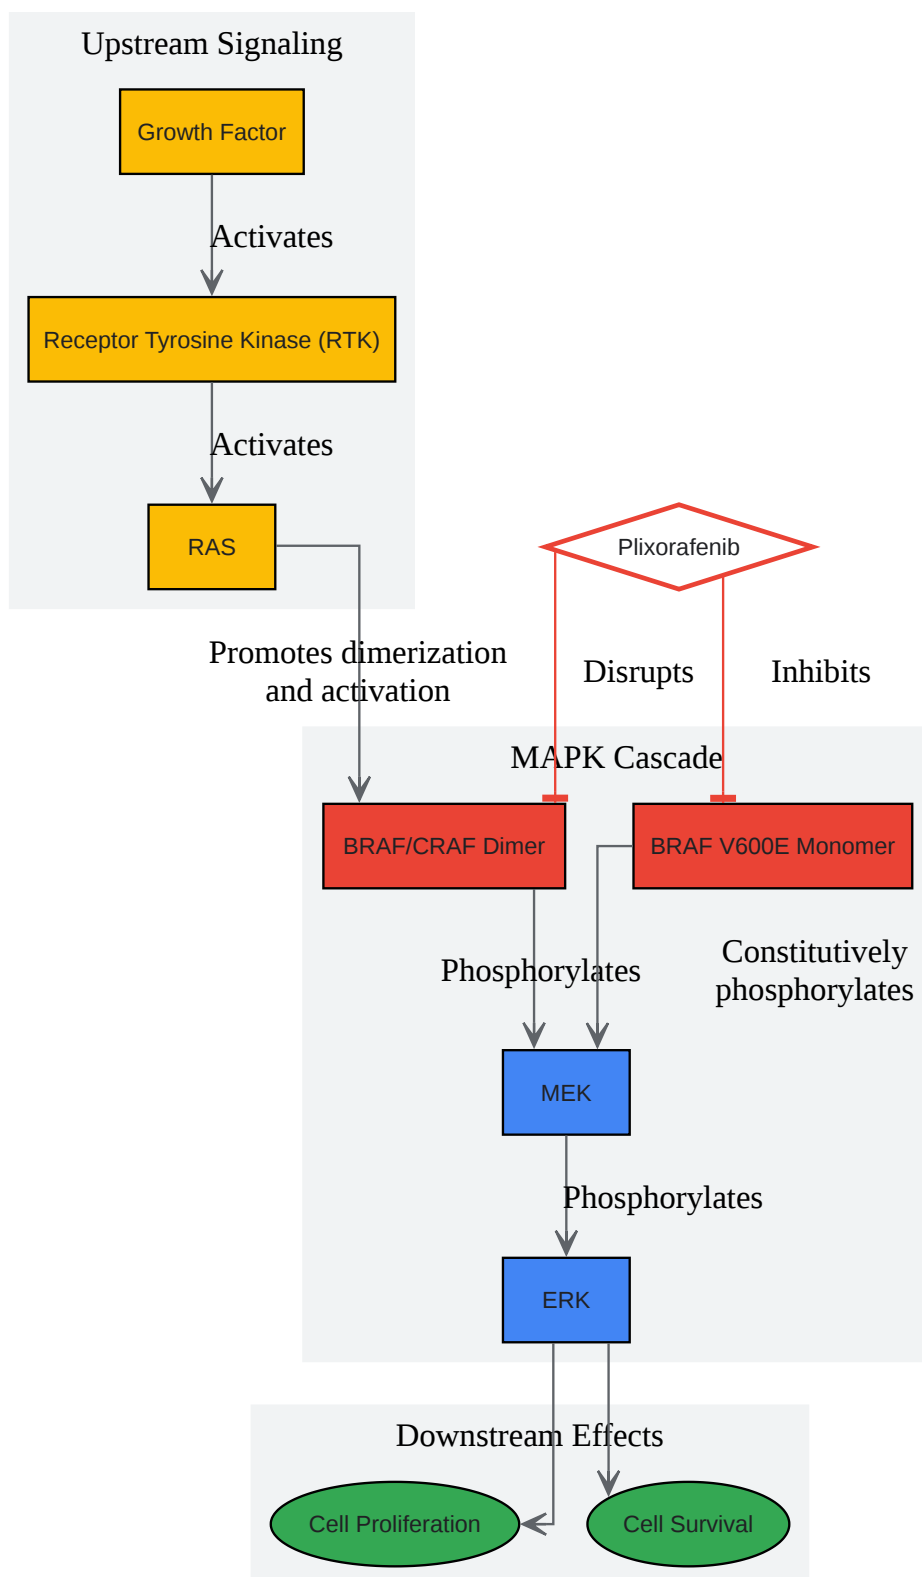 Upstream Signaling
Growth Factor
Activates
Receptor Tyrosine Kinase (RTK)
Activates
RAS
Plixorafenib
Promotes dimerization
and activation
Disrupts
Inhibits
MAPK Cascade
BRAF/CRAF Dimer
BRAF V600E Monomer
Phosphorylates
Constitutively
phosphorylates
MEK
Phosphorylates
ERK
Downstream Effects
Cell Proliferation
Cell Survival